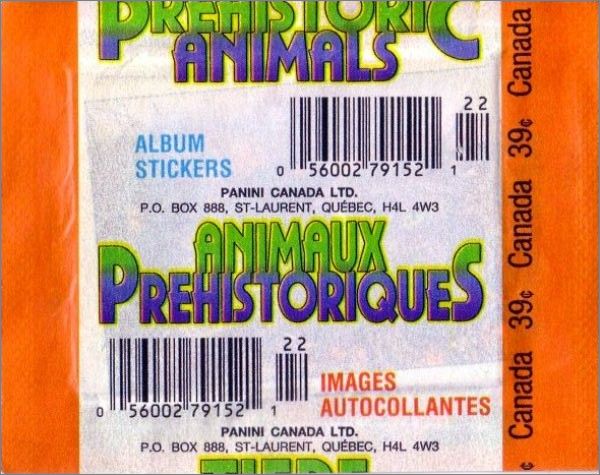 PREHISTORIC
ANIMALS
ALBUM
STICKERS
22
0 56002 79152 1
PANINI CANADA LTD.
P.O. BOX 888, ST-LAURENT, QUÉBEC, H4L 4W3
ANIMAUX
PREHISTORIQUES
22
0 56002 79152 1
IMAGES
AUTOCOLLANTES
PANINI CANADA LTD.
P.O. BOX 888, ST-LAURENT, QUÉBEC, H4L 4W3
TIERE
¢ Canada 39¢ Canada 39¢ Canada